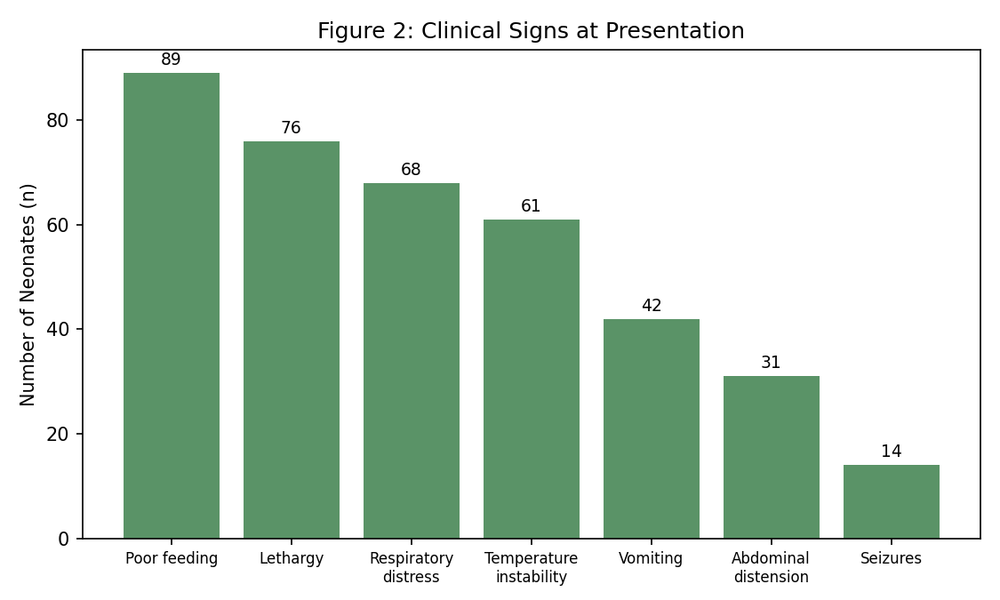 Figure 2: Clinical Signs at Presentation
Number of Neonates (n)
80
60
40
20
0
89
76
68
61
42
31
14
Poor feeding
Lethargy
Respiratory
distress
Temperature
instability
Vomiting
Abdominal
distension
Seizures